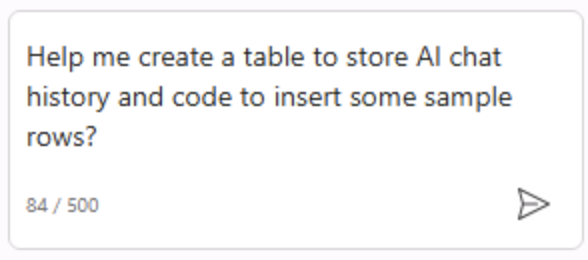 Help me create a table to store AI chat
history and code to insert some sample
rows?
84 / 500